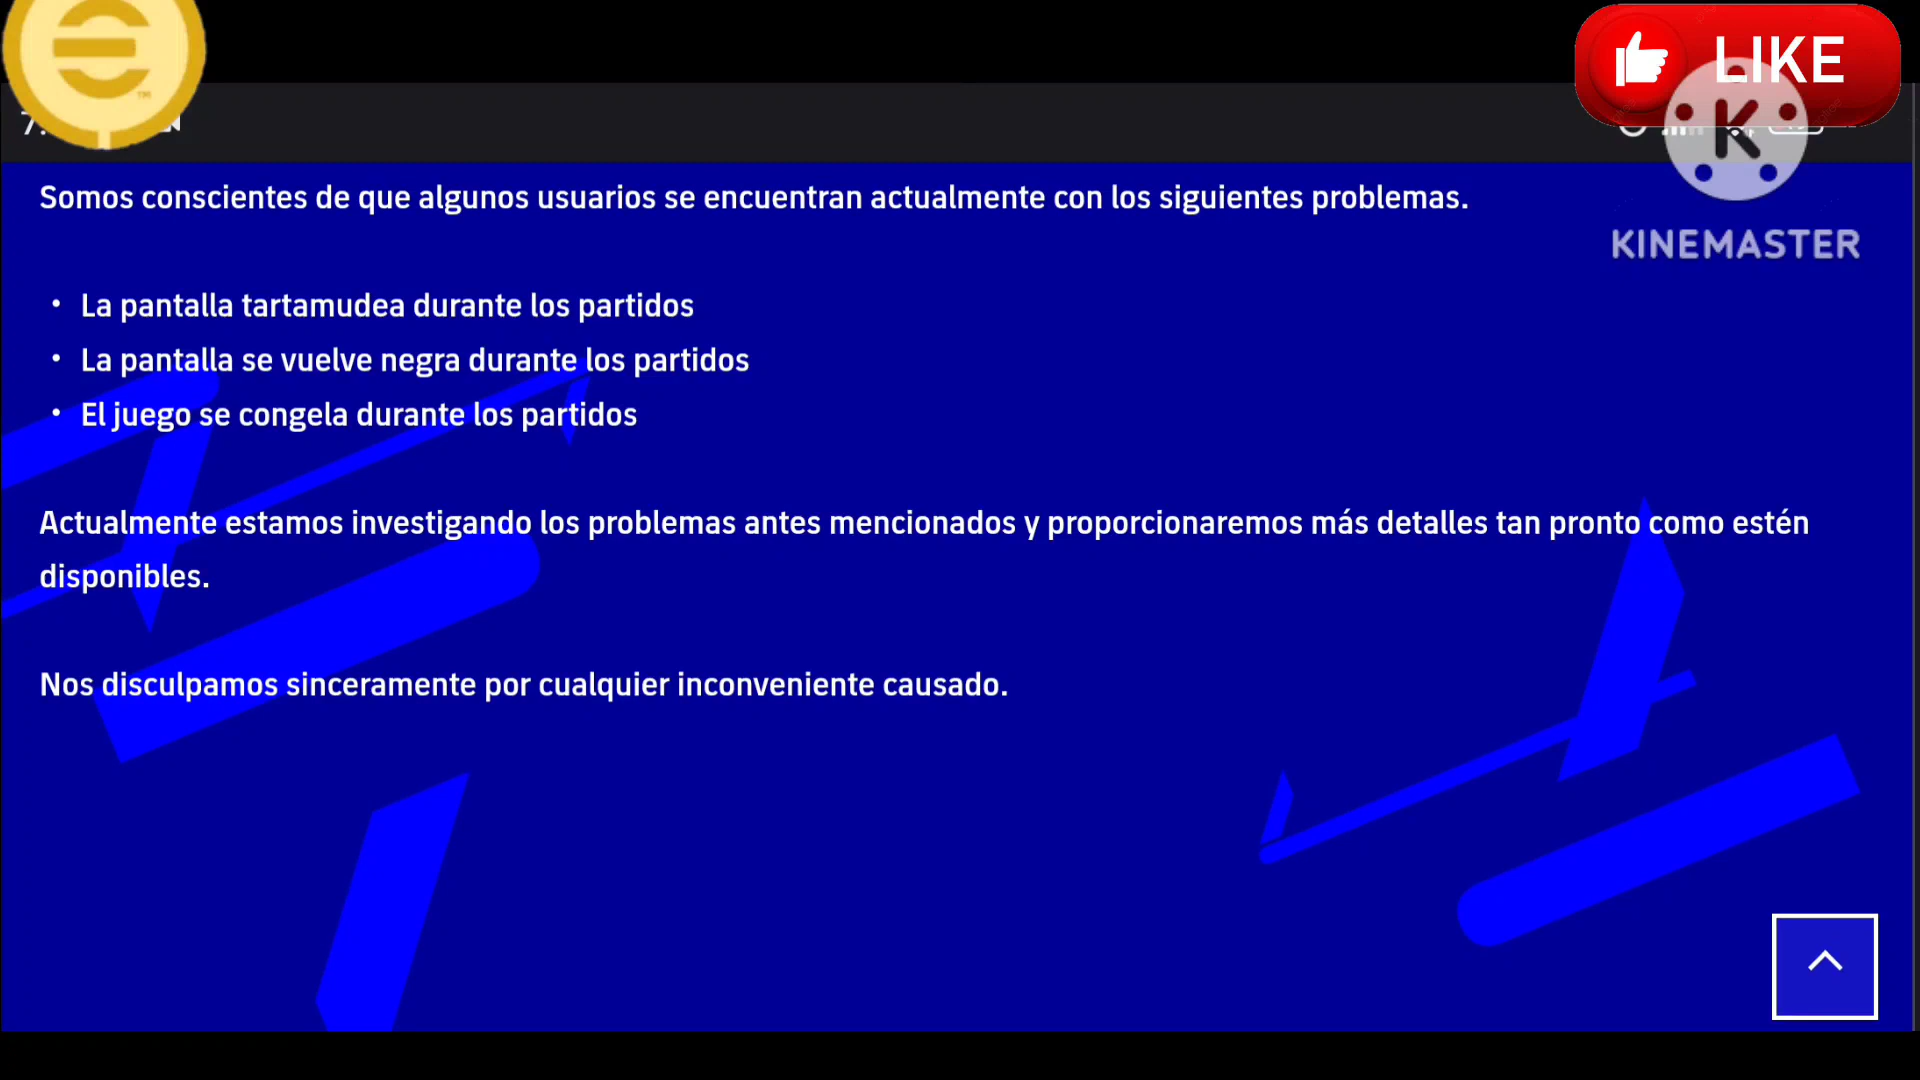 LIKE
K
KINEMASTER
Somos conscientes de que algunos usuarios se encuentran actualmente con los siguientes problemas.
• La pantalla tartamudea durante los partidos
• La pantalla se vuelve negra durante los partidos
• El juego se congela durante los partidos
Actualmente estamos investigando los problemas antes mencionados y proporcionaremos más detalles tan pronto como estén
disponibles.
Nos disculpamos sinceramente por cualquier inconveniente causado.